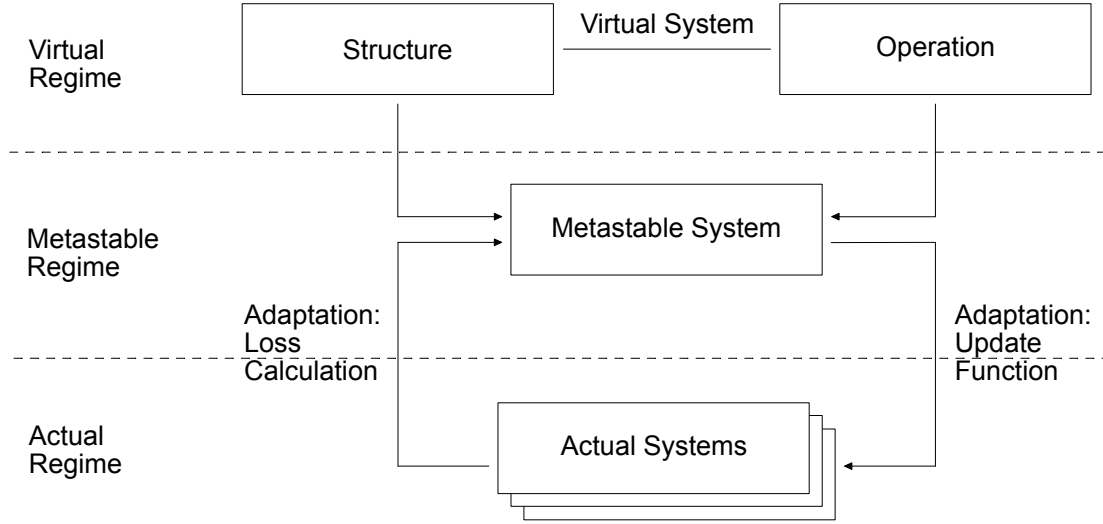 Virtual System
Structure
Operation
Virtual
Regime
Metastable System
Metastable
Regime
Adaptation:
Loss
Calculation
Adaptation:
Update
Function
Actual Systems
Actual
Regime